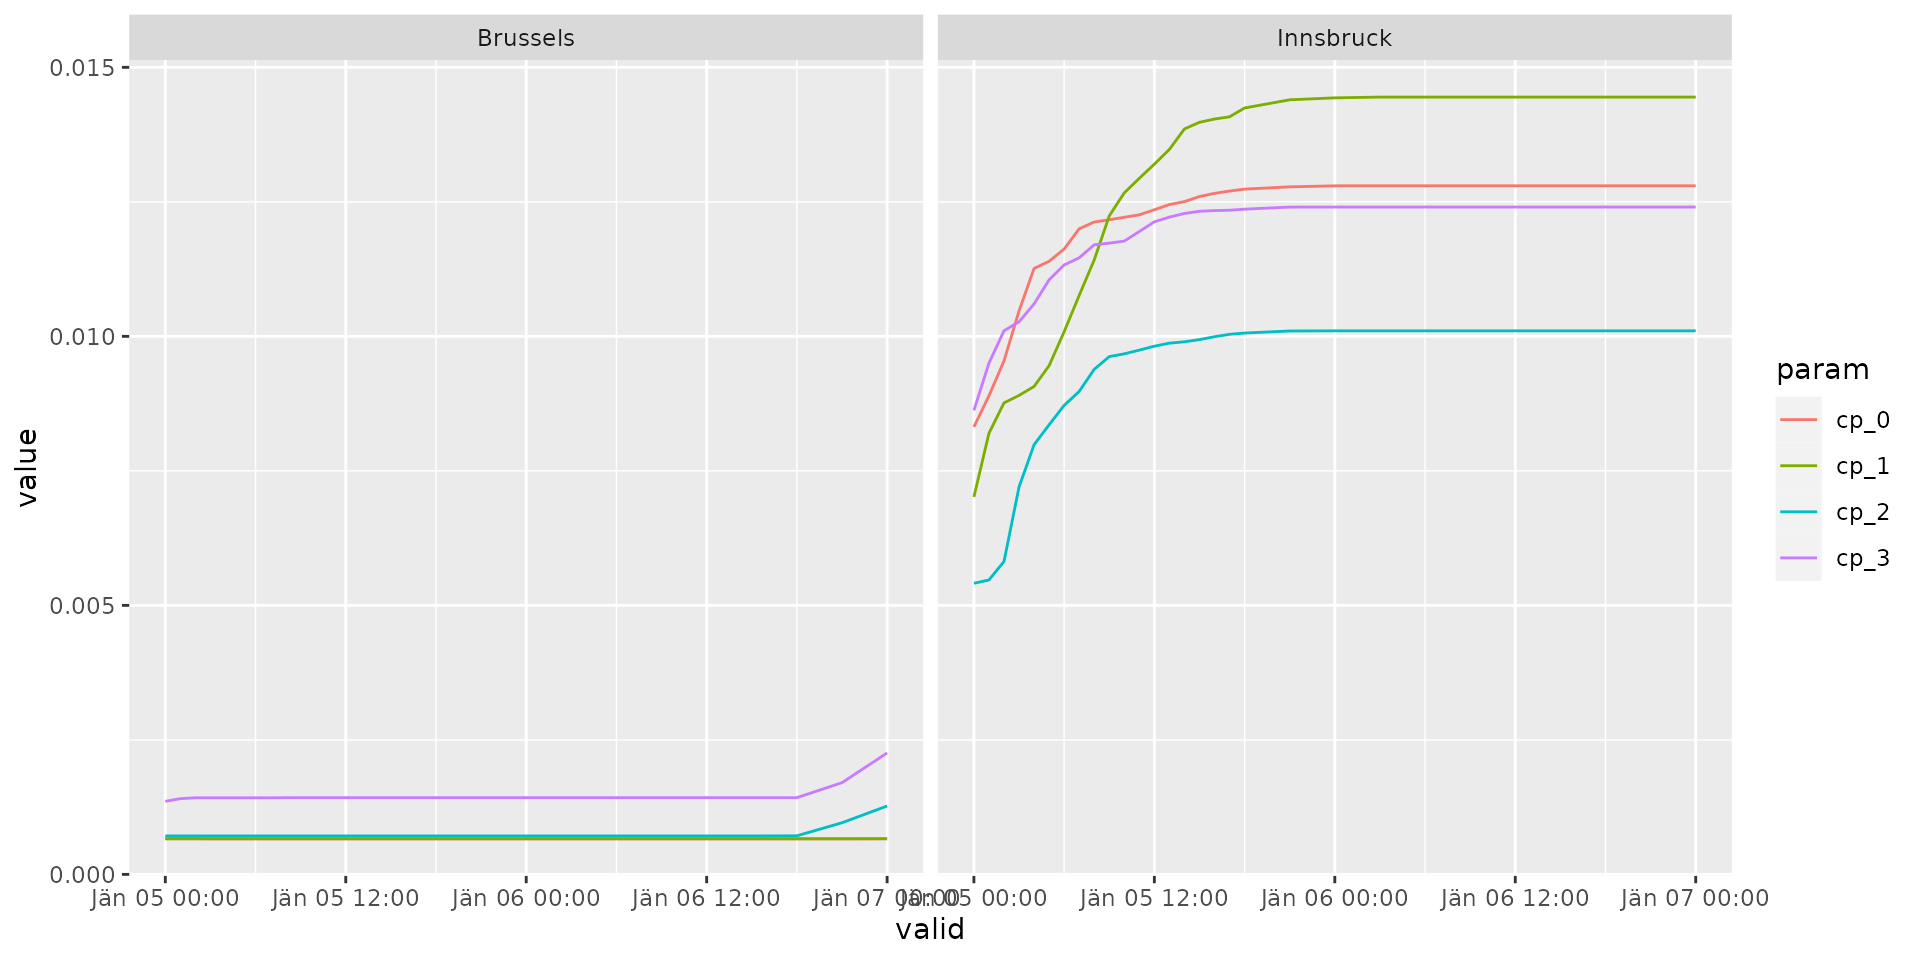 Brussels
Innsbruck
0.015
0.010
0.005
0.000
value
Jän 05 00:00
Jän 05 12:00
Jän 06 00:00
Jän 06 12:00
Jän 07 00:00
Jän 05 00:00
Jän 05 12:00
Jän 06 00:00
Jän 06 12:00
Jän 07 00:00
valid
param
cp_0
cp_1
cp_2
cp_3